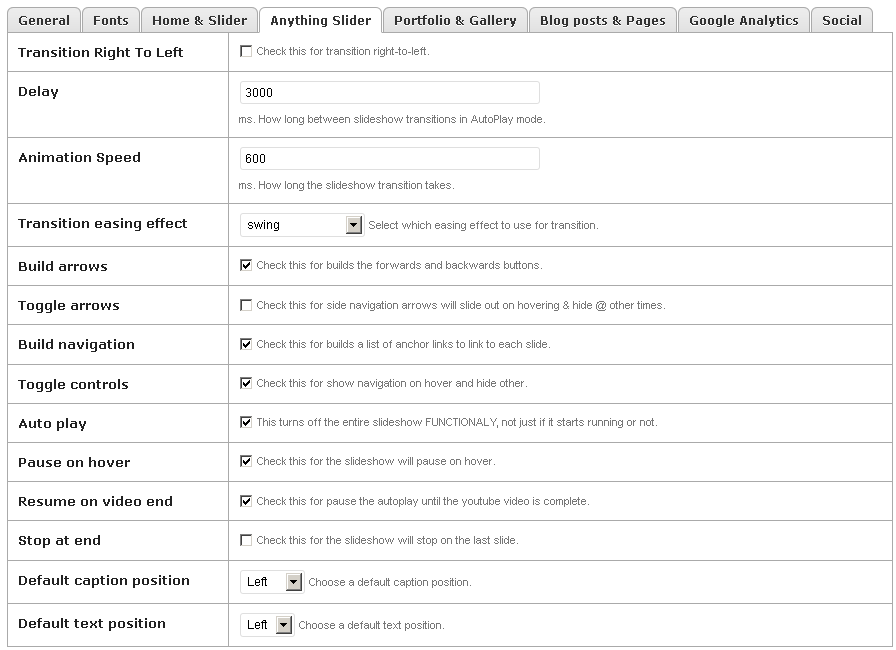 General Fonts Home & Slider Anything Slider Portfolio & Gallery Blog posts & Pages Google Analytics Social
Transition Right To Left Check this for transition right-to-left.
Delay 3000
ms. How long between slideshow transitions in AutoPlay mode.
Animation Speed 600
ms. How long the slideshow transition takes.
Transition easing effect swing Select which easing effect to use for transition.
Build arrows Check this for builds the forwards and backwards buttons.
Toggle arrows Check this for side navigation arrows will slide out on hovering & hide @ other times.
Build navigation Check this for builds a list of anchor links to link to each slide.
Toggle controls Check this for show navigation on hover and hide other.
Auto play This turns off the entire slideshow FUNCTIONALY, not just if it starts running or not.
Pause on hover Check this for the slideshow will pause on hover.
Resume on video end Check this for pause the autoplay until the youtube video is complete.
Stop at end Check this for the slideshow will stop on the last slide.
Default caption position Left Choose a default caption position.
Default text position Left Choose a default text position.